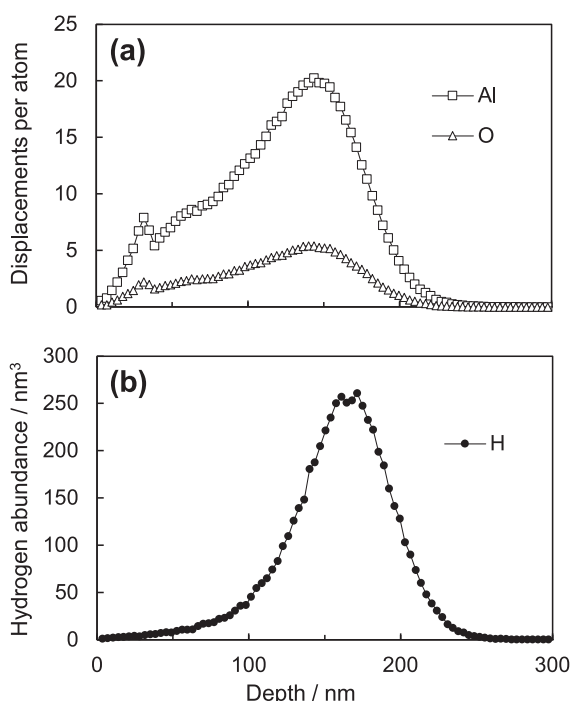 25
(a)
20
Al
15
O
10
5
0
Displacements per atom
300
(b)
250
H
200
150
100
50
0
Hydrogen abundance / nm³
0 100 200 300
Depth / nm